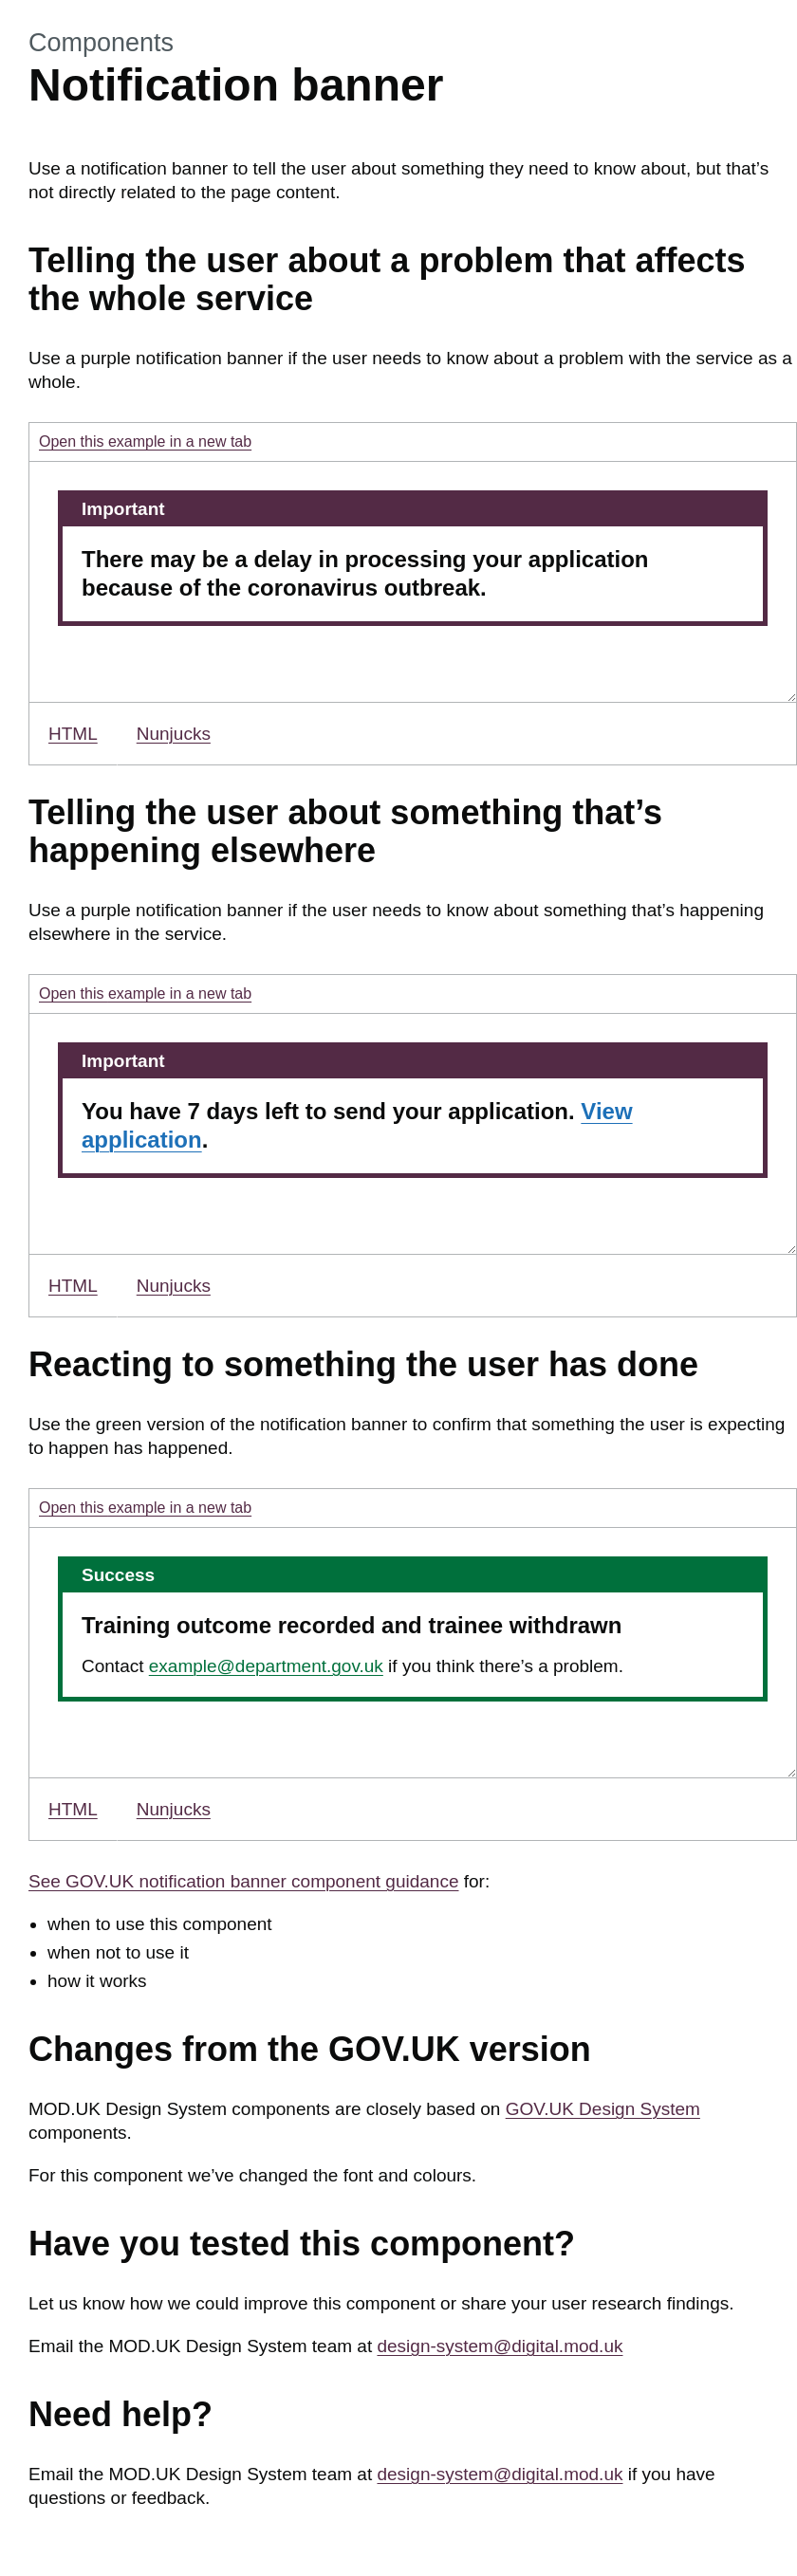 Components
Notification banner
Use a notification banner to tell the user about something they need to know about, but that’s
not directly related to the page content.
Telling the user about a problem that affects
the whole service
Use a purple notification banner if the user needs to know about a problem with the service as a
whole.
Open this example in a new tab
Important
There may be a delay in processing your application
because of the coronavirus outbreak.
HTML Nunjucks
Telling the user about something that’s
happening elsewhere
Use a purple notification banner if the user needs to know about something that’s happening
elsewhere in the service.
Open this example in a new tab
Important
You have 7 days left to send your application. View
application.
HTML Nunjucks
Reacting to something the user has done
Use the green version of the notification banner to confirm that something the user is expecting
to happen has happened.
Open this example in a new tab
Success
Training outcome recorded and trainee withdrawn
Contact example@department.gov.uk if you think there’s a problem.
HTML Nunjucks
See GOV.UK notification banner component guidance for:
• when to use this component
• when not to use it
• how it works
Changes from the GOV.UK version
MOD.UK Design System components are closely based on GOV.UK Design System
components.
For this component we’ve changed the font and colours.
Have you tested this component?
Let us know how we could improve this component or share your user research findings.
Email the MOD.UK Design System team at design-system@digital.mod.uk
Need help?
Email the MOD.UK Design System team at design-system@digital.mod.uk if you have
questions or feedback.